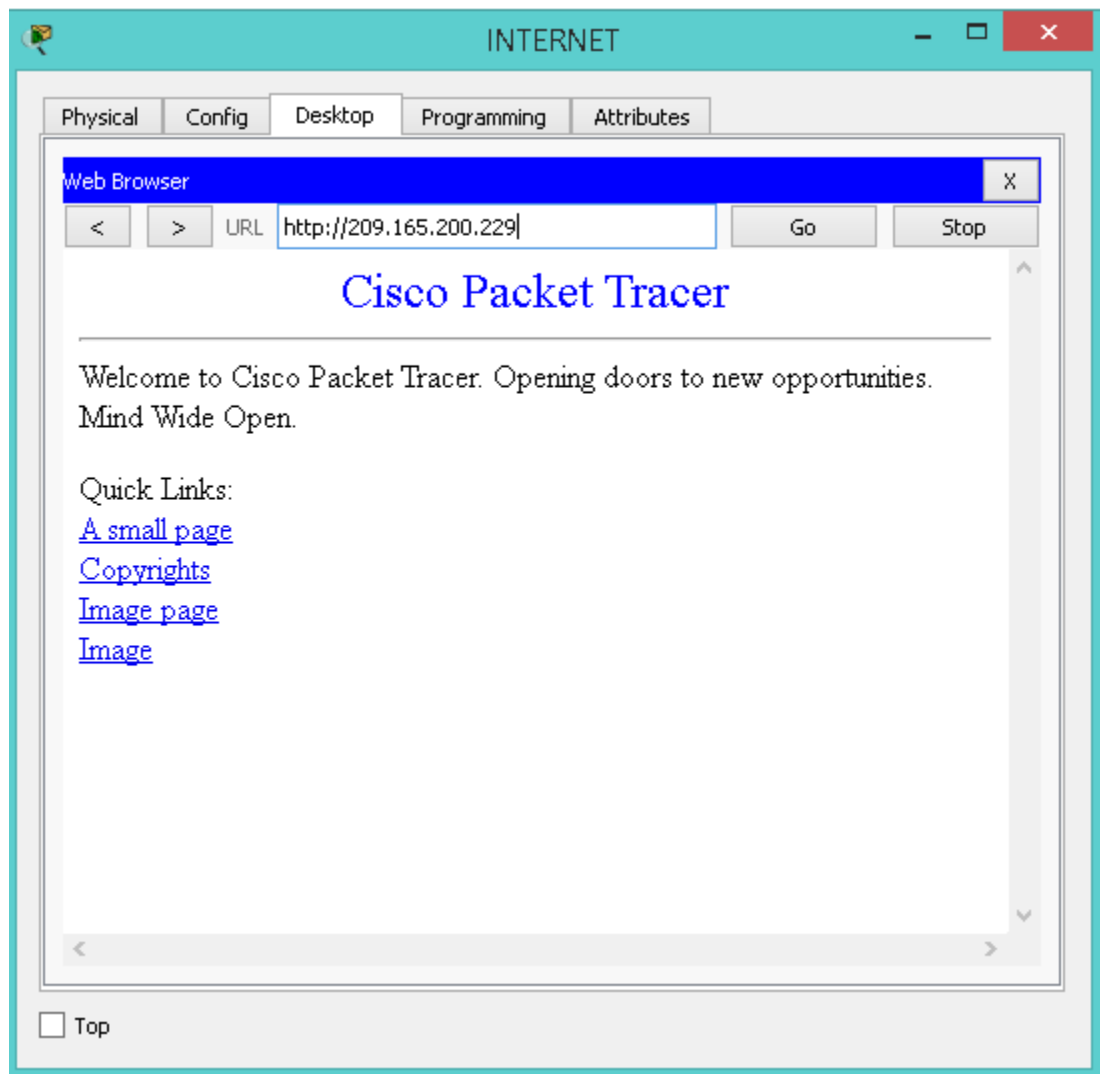 INTERNET
Physical Config Desktop Programming Attributes
Web Browser X
< > URL http://209.165.200.229 Go Stop
Cisco Packet Tracer
Welcome to Cisco Packet Tracer. Opening doors to new opportunities.
Mind Wide Open.
Quick Links:
A small page
Copyrights
Image page
Image
Top